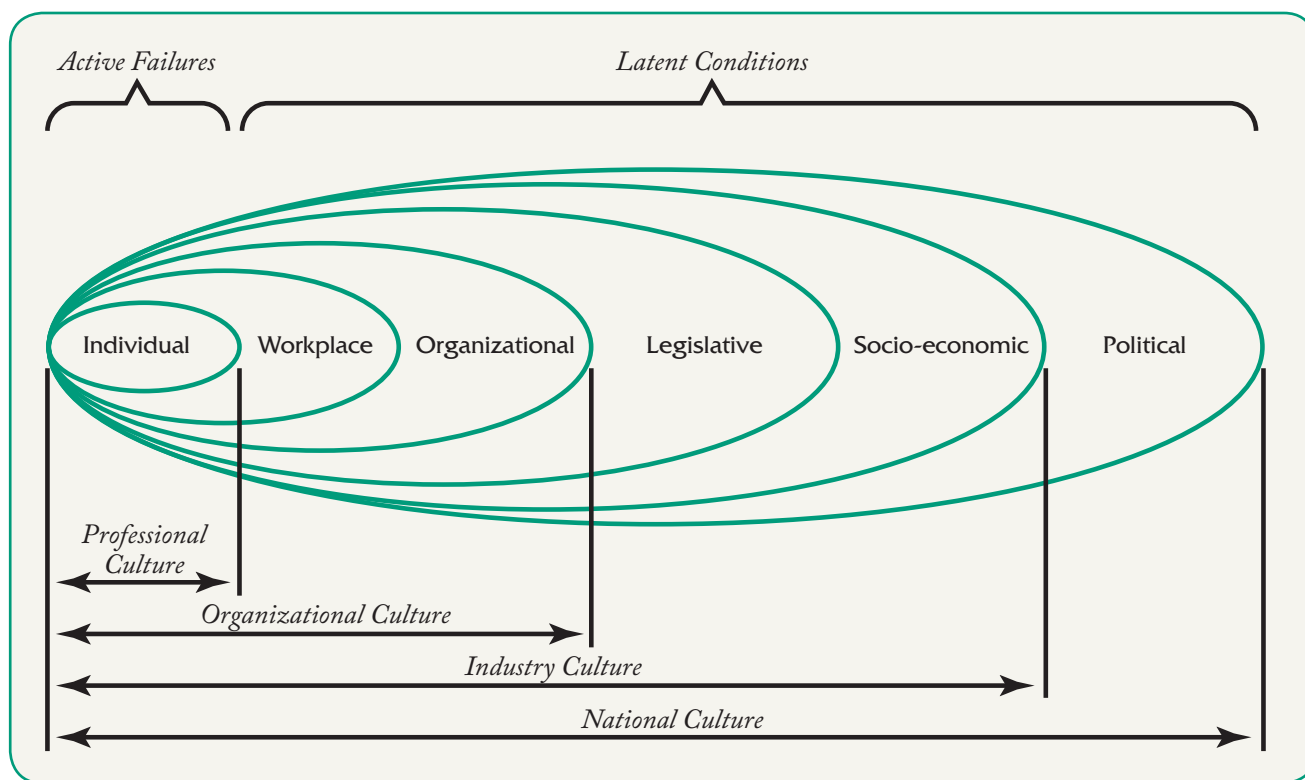 Active Failures
Latent Conditions
Individual
Workplace
Organizational
Legislative
Socio-economic
Political
Professional
Culture
Organizational Culture
Industry Culture
National Culture